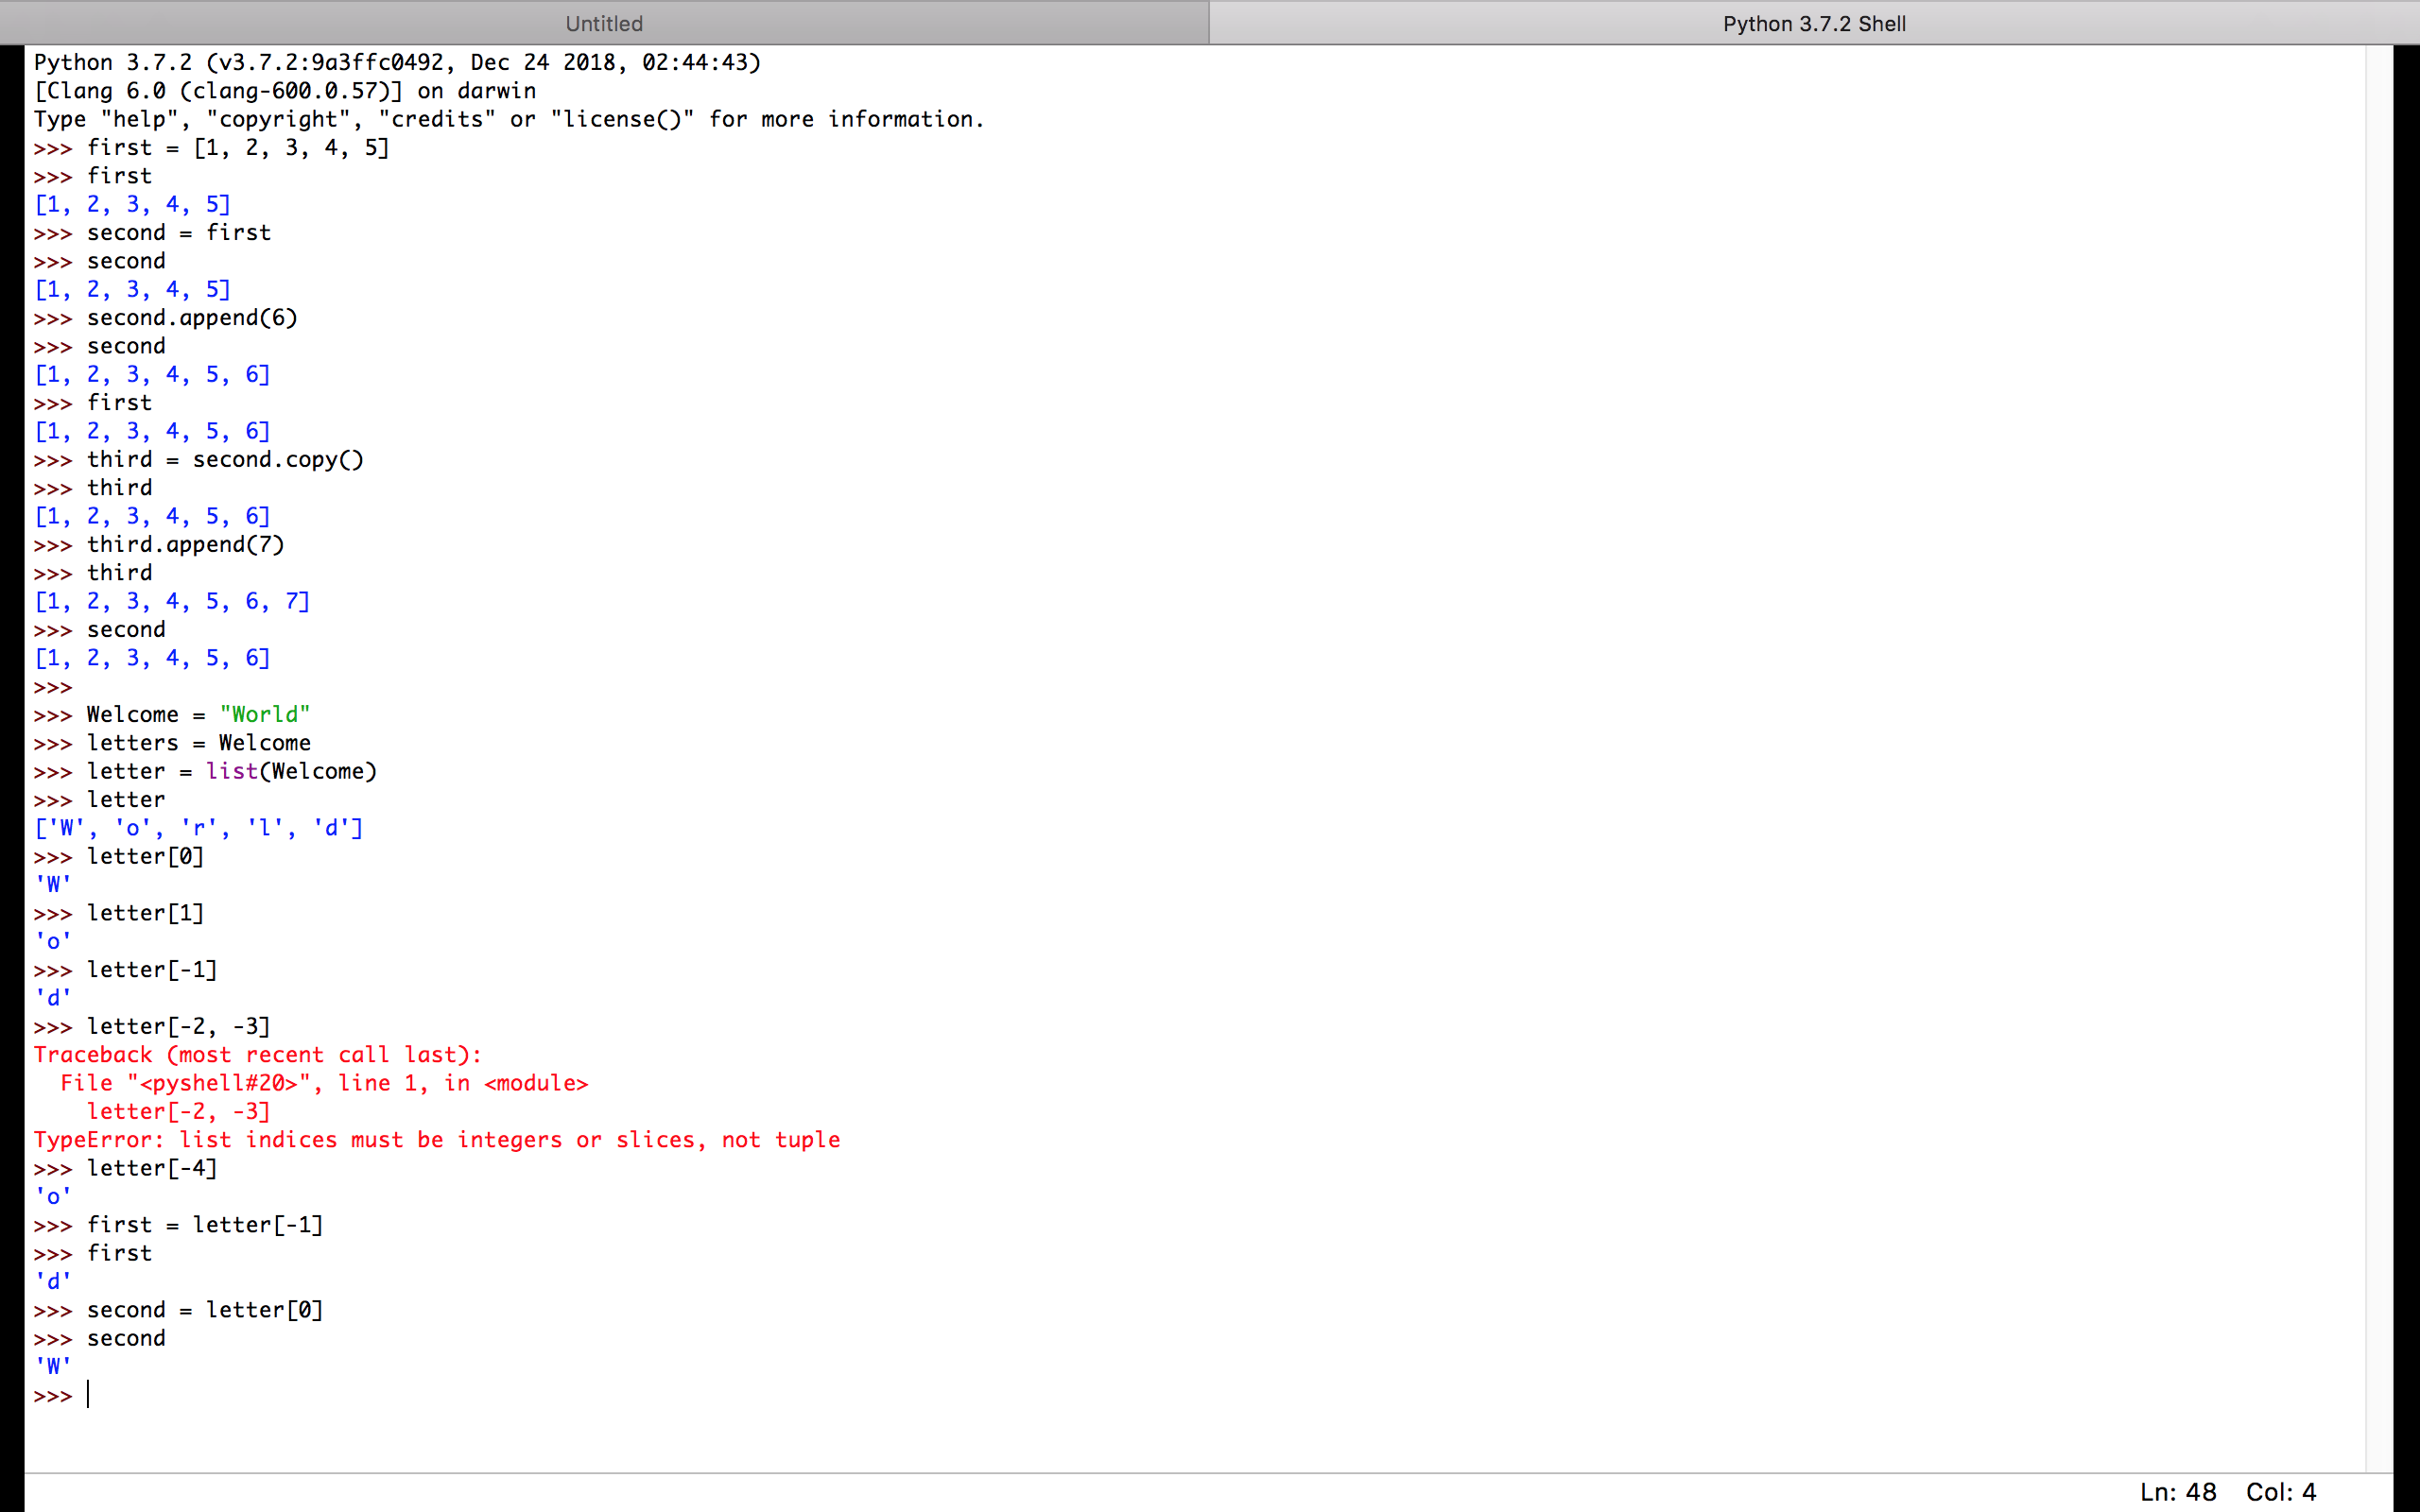 Untitled
Python 3.7.2 Shell
Python 3.7.2 (v3.7.2:9a3ffc0492, Dec 24 2018, 02:44:43)
[Clang 6.0 (clang-600.0.57)] on darwin
Type "help", "copyright", "credits" or "license()" for more information.
>>> first = [1, 2, 3, 4, 5]
>>> first
[1, 2, 3, 4, 5]
>>> second = first
>>> second
[1, 2, 3, 4, 5]
>>> second.append(6)
>>> second
[1, 2, 3, 4, 5, 6]
>>> first
[1, 2, 3, 4, 5, 6]
>>> third = second.copy()
>>> third
[1, 2, 3, 4, 5, 6]
>>> third.append(7)
>>> third
[1, 2, 3, 4, 5, 6, 7]
>>> second
[1, 2, 3, 4, 5, 6]
>>>
>>> Welcome = "World"
>>> letters = Welcome
>>> letter = list(Welcome)
>>> letter
['W', 'o', 'r', 'l', 'd']
>>> letter[0]
'W'
>>> letter[1]
'o'
>>> letter[-1]
'd'
>>> letter[-2, -3]
Traceback (most recent call last):
  File "<pyshell#20>", line 1, in <module>
    letter[-2, -3]
TypeError: list indices must be integers or slices, not tuple
>>> letter[-4]
'o'
>>> first = letter[-1]
>>> first
'd'
>>> second = letter[0]
>>> second
'W'
>>>
Ln: 48 Col: 4